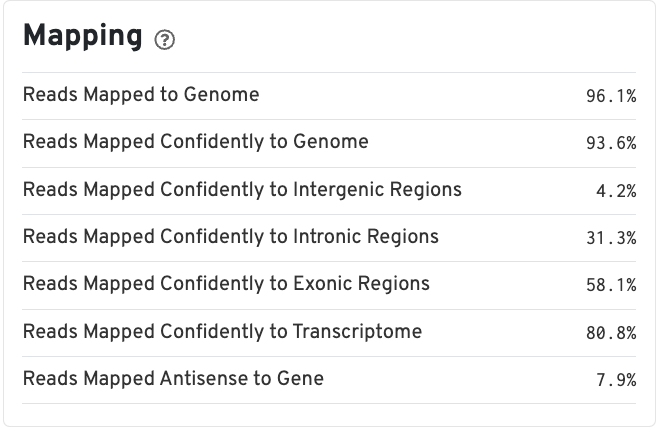 Mapping ?
Reads Mapped to Genome 96.1%
Reads Mapped Confidently to Genome 93.6%
Reads Mapped Confidently to Intergenic Regions 4.2%
Reads Mapped Confidently to Intronic Regions 31.3%
Reads Mapped Confidently to Exonic Regions 58.1%
Reads Mapped Confidently to Transcriptome 80.8%
Reads Mapped Antisense to Gene 7.9%